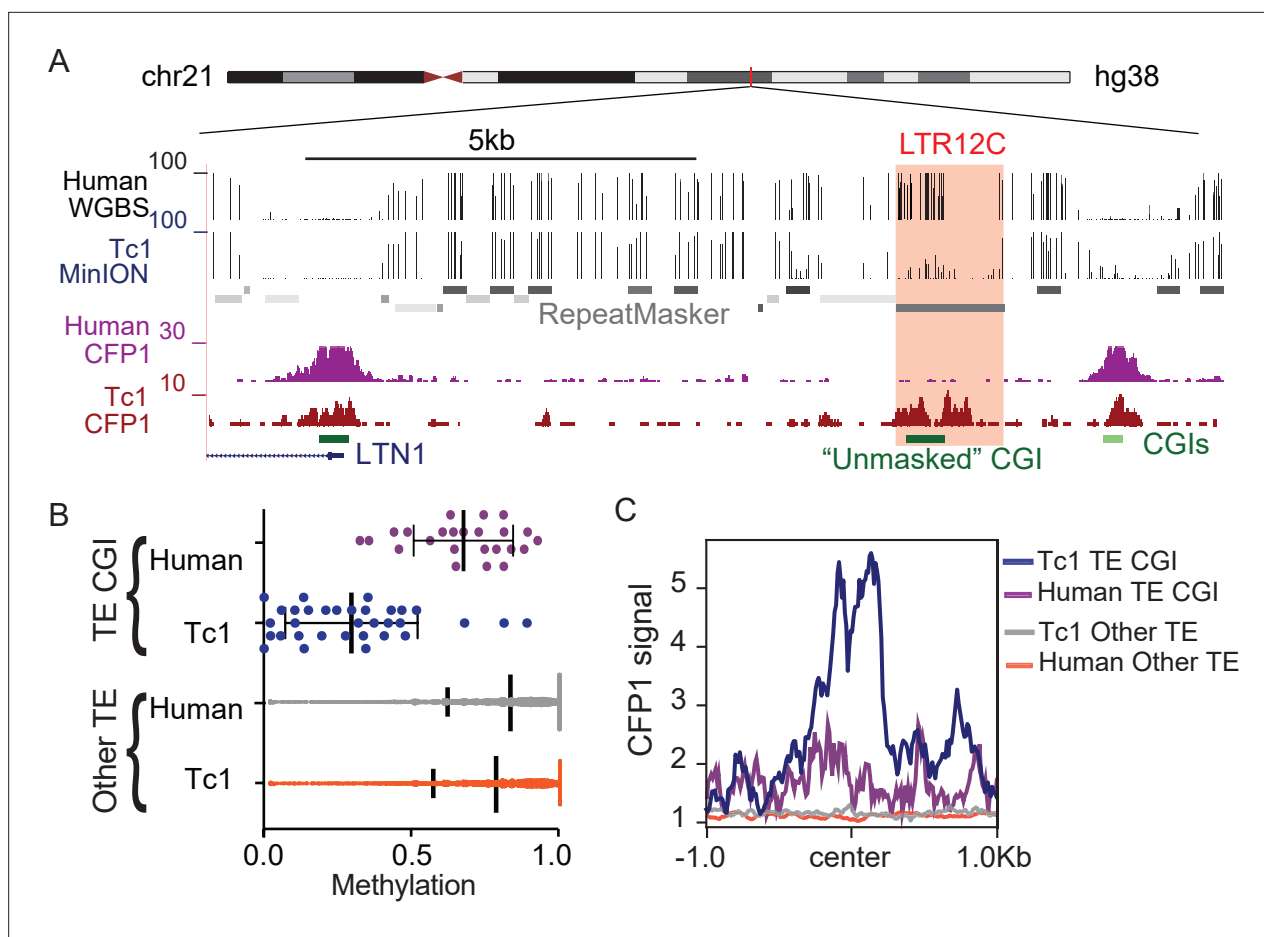 A
chr21
hg38
5kb
LTR12C
100
Human
WGBS
100
Tc1
MinION
RepeatMasker
Human
30
CFP1
10
Tc1
CFP1
LTN1
"Unmasked" CGI
CGIs
B
TE CGI
Human
Tc1
Other TE
Human
Tc1
0.0 0.5 1.0
Methylation
C
CFP1 signal
5
4
3
2
1
-1.0 center 1.0Kb
Tc1 TE CGI
Human TE CGI
Tc1 Other TE
Human Other TE